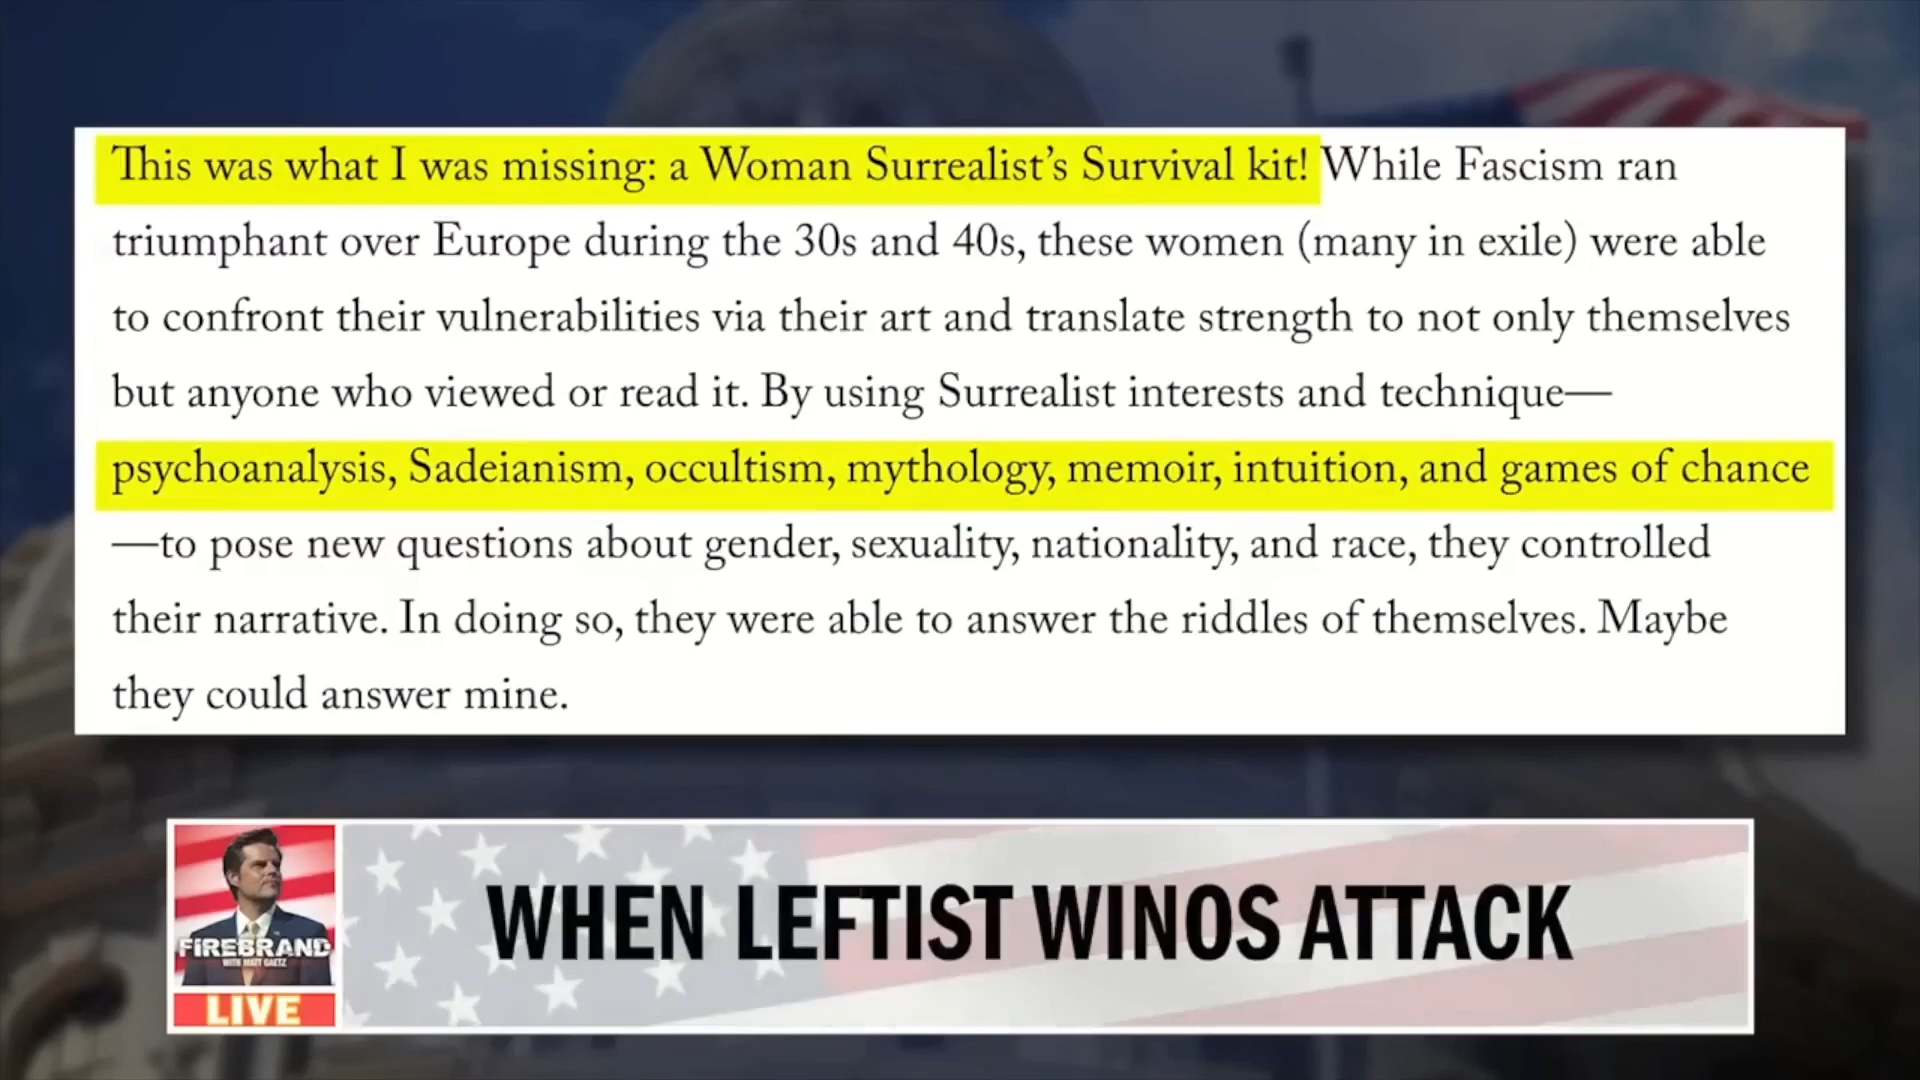 This was what I was missing: a Woman Surrealist’s Survival kit! While Fascism ran
triumphant over Europe during the 30s and 40s, these women (many in exile) were able
to confront their vulnerabilities via their art and translate strength to not only themselves
but anyone who viewed or read it. By using Surrealist interests and technique—
psychoanalysis, Sadeianism, occultism, mythology, memoir, intuition, and games of chance
—to pose new questions about gender, sexuality, nationality, and race, they controlled
their narrative. In doing so, they were able to answer the riddles of themselves. Maybe
they could answer mine.
FIREBRAND
WITH MATT GAETZ
LIVE
WHEN LEFTIST WINOS ATTACK